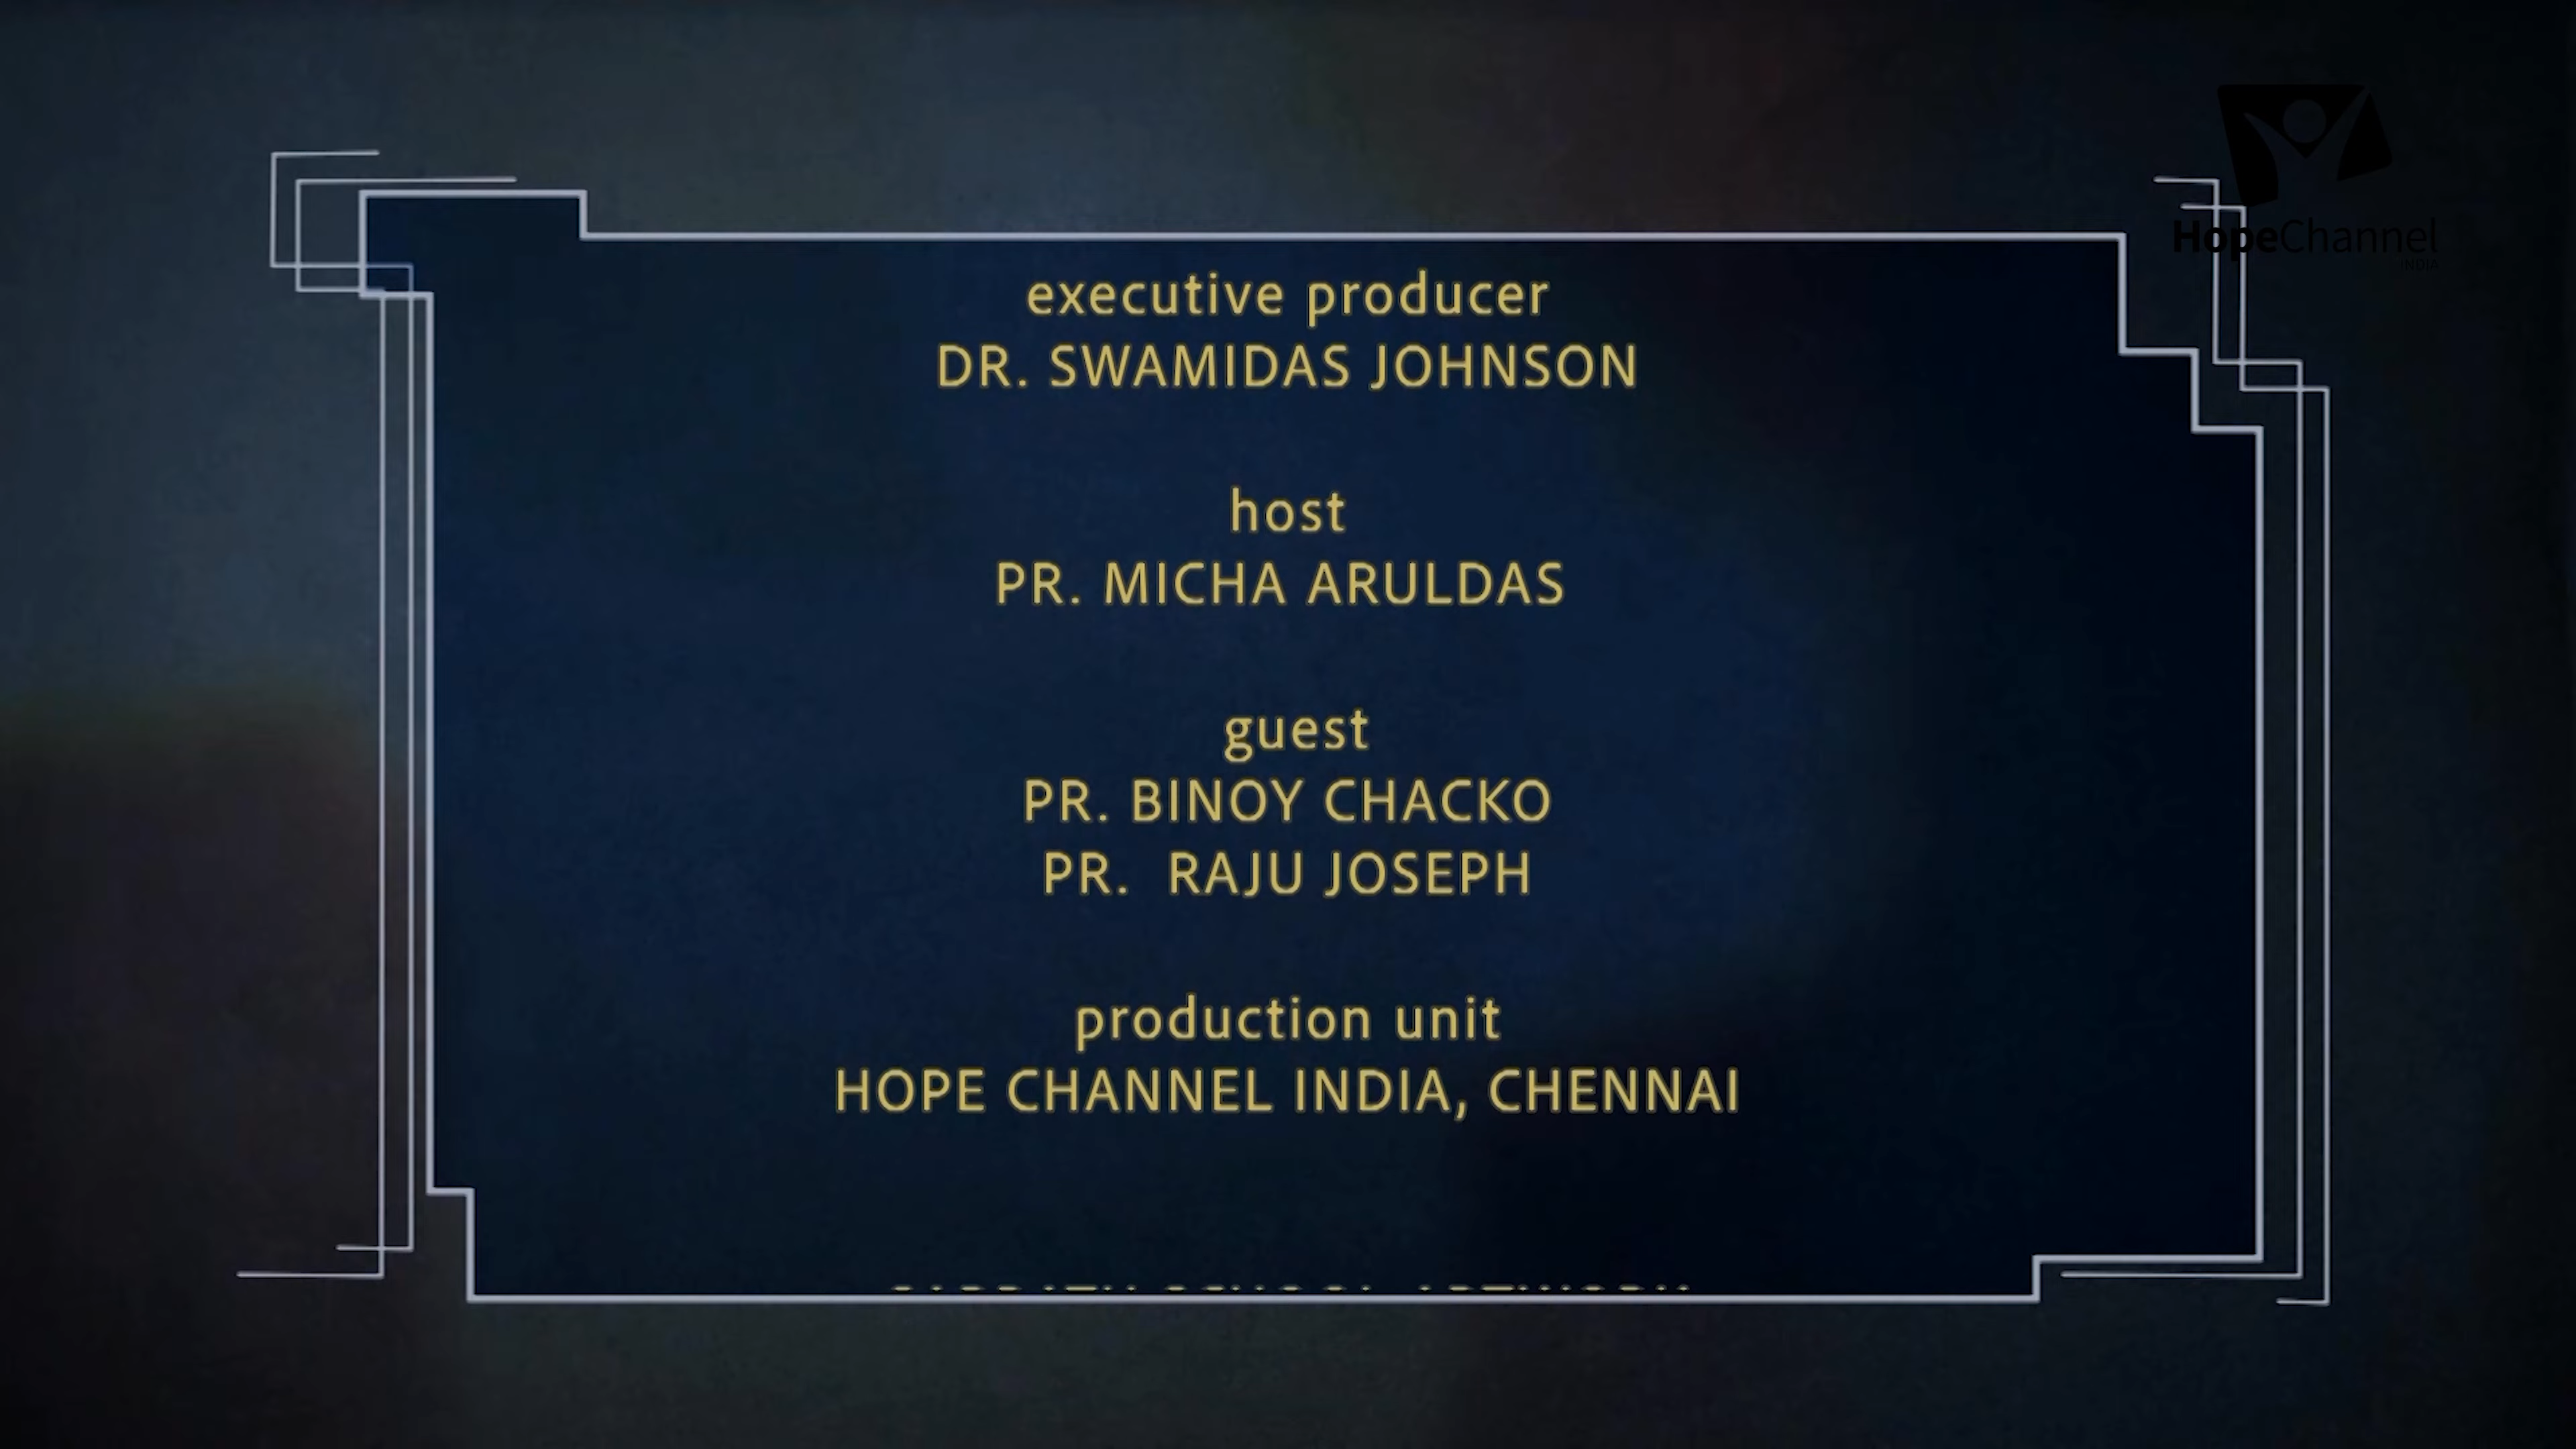 HopeChannel
INDIA
executive producer
DR. SWAMIDAS JOHNSON
host
PR. MICHA ARULDAS
guest
PR. BINOY CHACKO
PR. RAJU JOSEPH
production unit
HOPE CHANNEL INDIA, CHENNAI